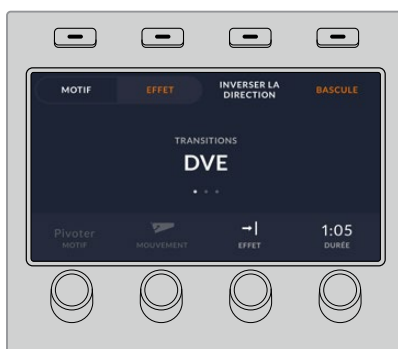 MOTIF
EFFET
INVERSER LA
DIRECTION
BASCULE
TRANSITIONS
DVE
Pivoter
MOTIF
MOUVEMENT
EFFET
1:05
DURÉE